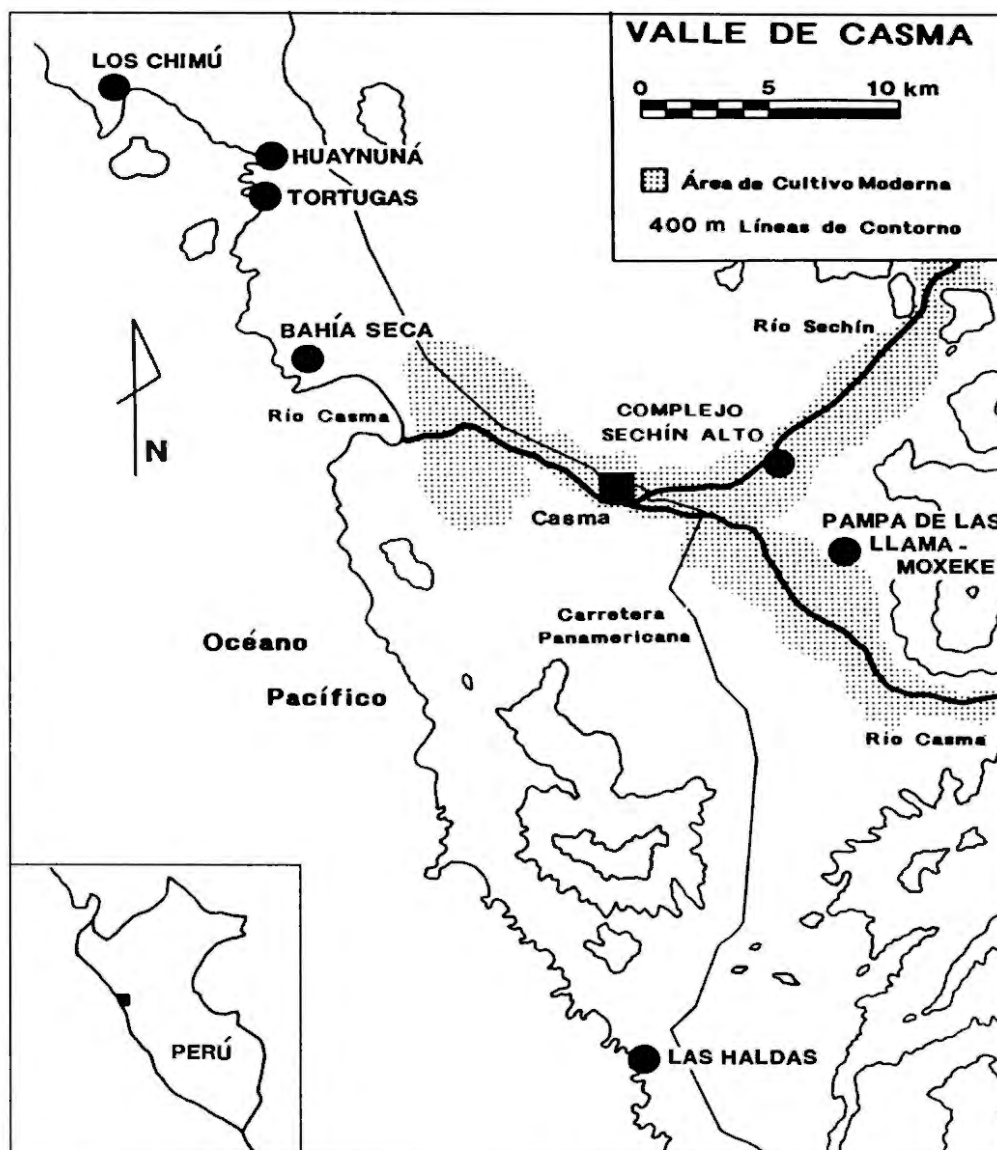 VALLE DE CASMA
0 5 10 km
Área de Cultivo Moderna
400 m Líneas de Contorno
LOS CHIMÚ
HUAYNUNÁ
TORTUGAS
BAHÍA SECA
Río Casma
Río Sechín
COMPLEJO
SECHÍN ALTO
N
Casma
PAMPA DE LAS
LLAMA -
MOXEKE
Carretera
Panamericana
Océano
Pacífico
Río Casma
LAS HALDAS
PERÚ